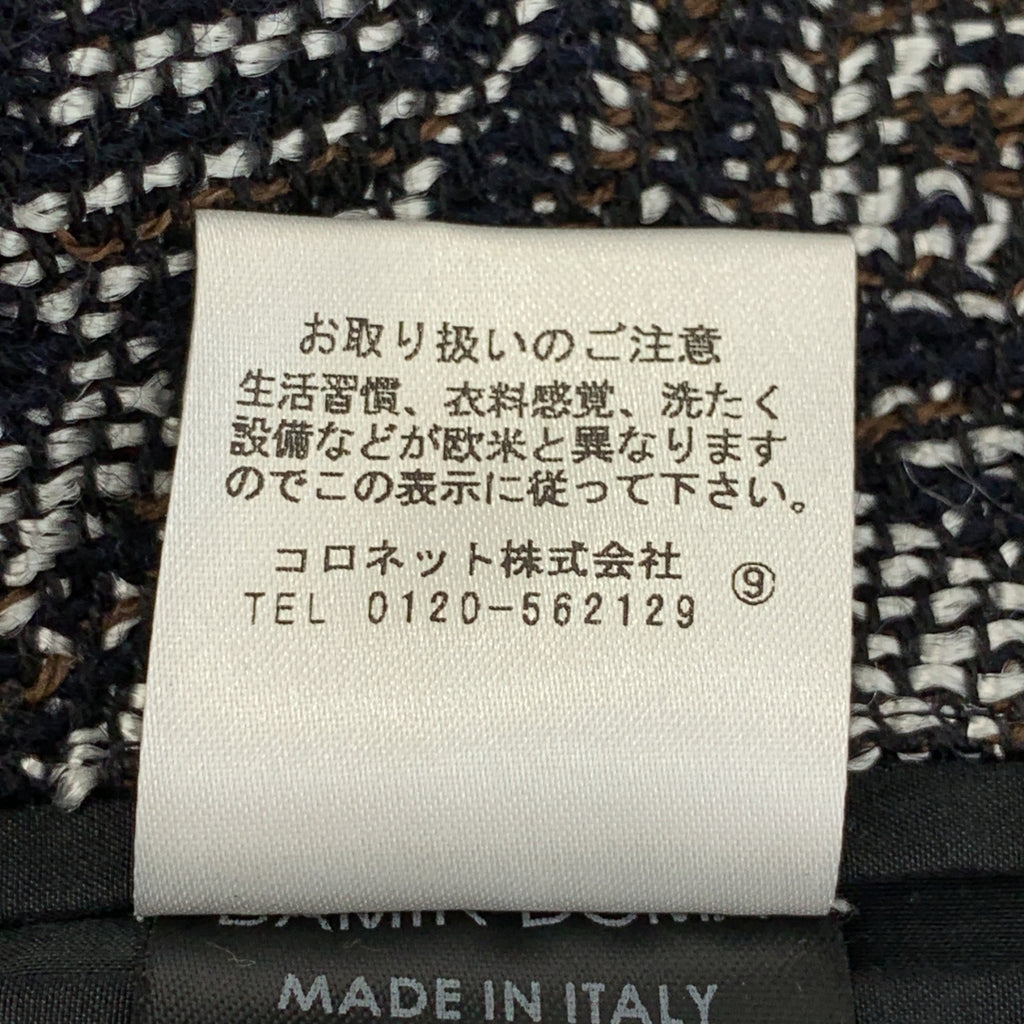 お取り扱いのご注意
生活習慣、衣料感覚、洗たく
設備などが欧米と異なります
のでこの表示に従って下さい。
コロネット株式会社 ⑨
TEL 0120-562129
MADE IN ITALY